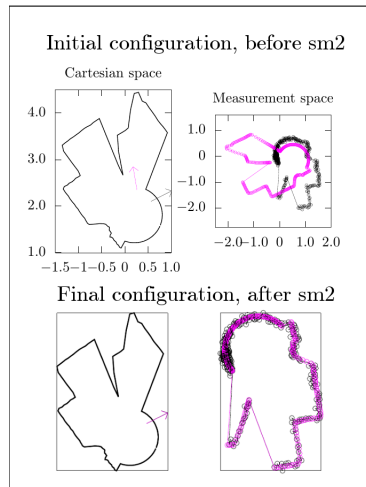 Initial configuration, before sm2
Cartesian space
Measurement space
4.0
3.0
2.0
1.0
−1.5 −1 −0.5 0 0.5 1.0
1.0
0
−1.0
−2.0
−2.0 −1.0 0 1.0 2.0
Final configuration, after sm2